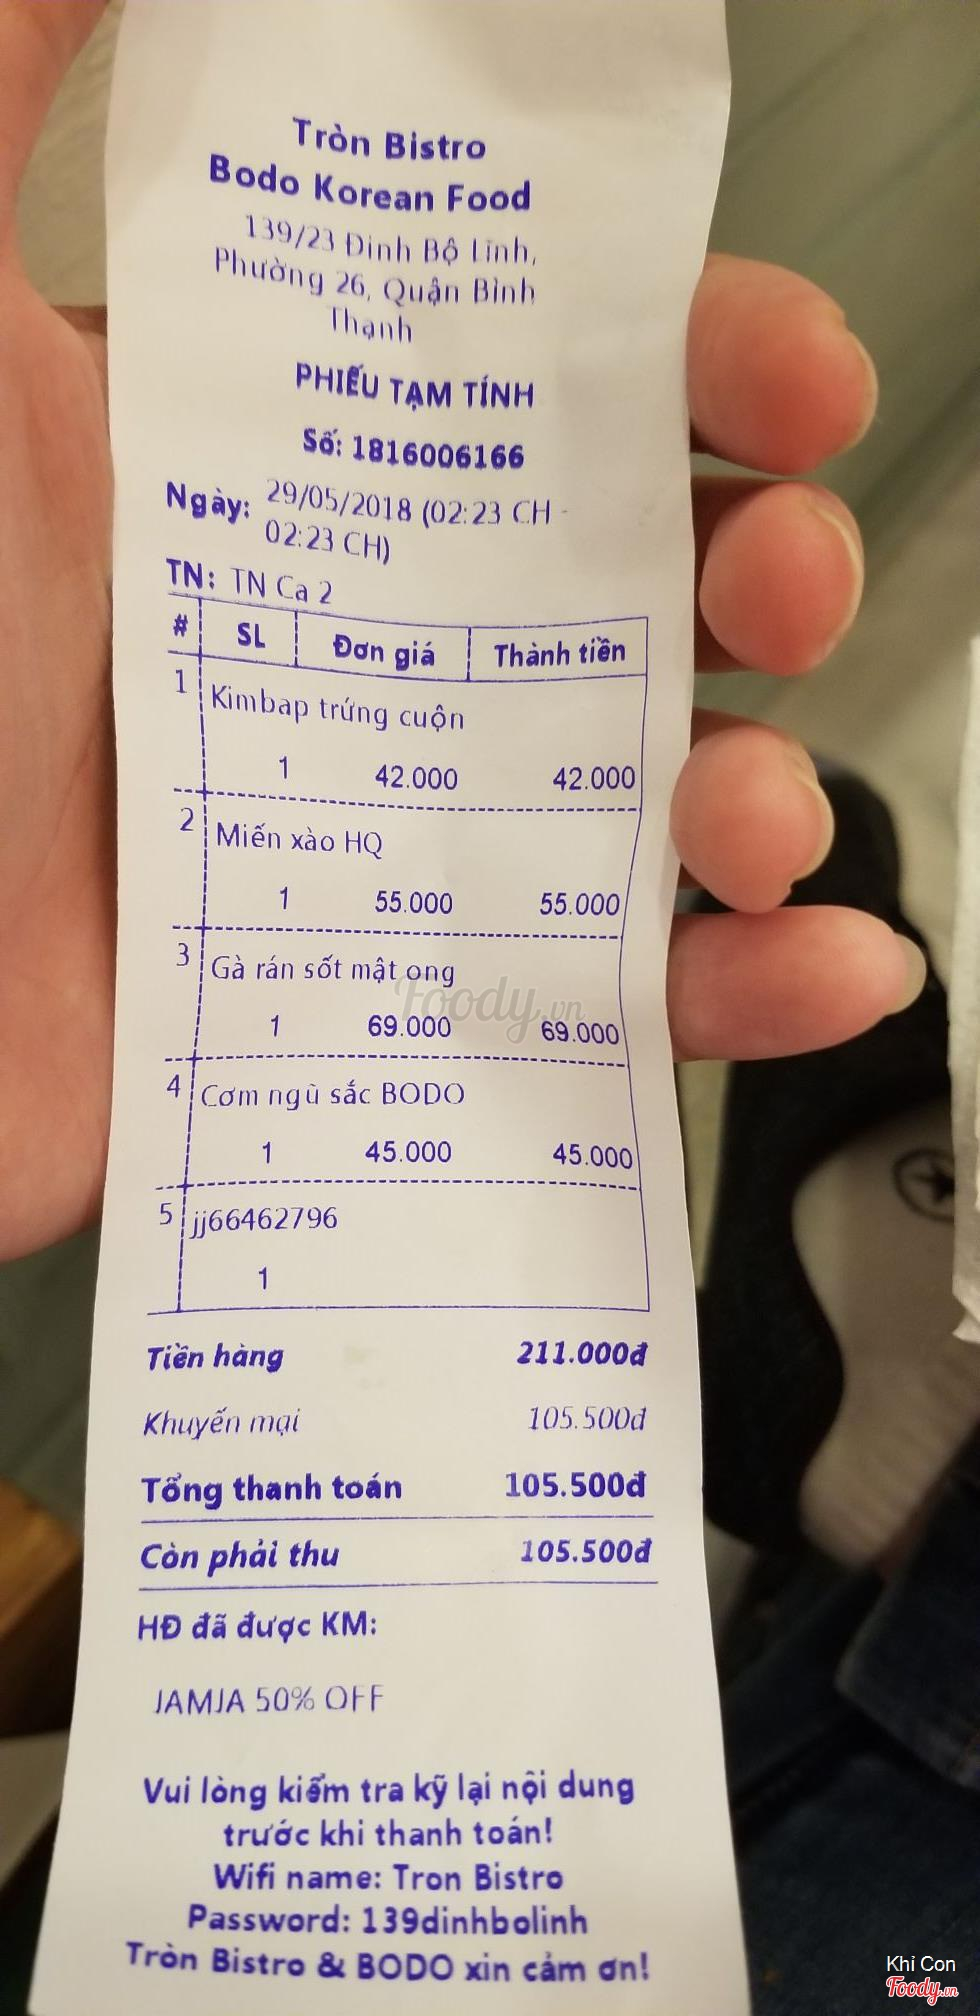 Tròn Bistro
Bodo Korean Food
139/23 Đinh Bộ Lĩnh,
Phường 26, Quận Bình
Thạnh
PHIẾU TẠM TÍNH
Số: 1816006166
Ngày: 29/05/2018 (02:23 CH -
02:23 CH)
TN: TN Ca 2
# SL Đơn giá Thành tiền
1 Kimbap trứng cuộn
1 42.000 42.000
2 Miến xào HQ
1 55.000 55.000
3 Gà rán sốt mật ong
Foody.vn
1 69.000 69.000
4 Cơm ngũ sắc BODO
1 45.000 45.000
5 jj66462796
1
Tiền hàng 211.000đ
Khuyến mại 105.500đ
Tổng thanh toán 105.500đ
Còn phải thu 105.500đ
HĐ đã được KM:
JAMJA 50% OFF
Vui lòng kiểm tra kỹ lại nội dung
trước khi thanh toán!
Wifi name: Tron Bistro
Password: 139dinhbolinh
Tròn Bistro & BODO xin cảm ơn!
Khỉ Con
Foody.vn